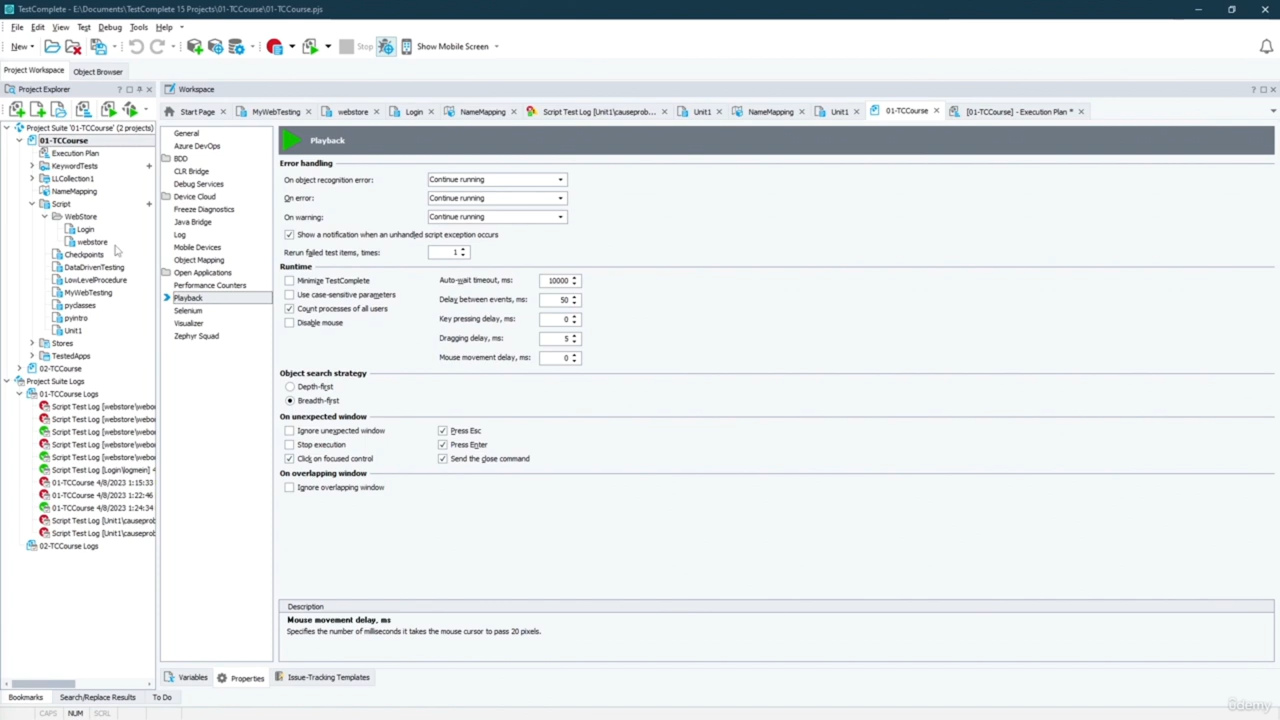 TestComplete - E:\Documents\TestComplete 15 Projects\01-TCCourse\01-TCCourse.pjs
File Edit View Test Debug Tools Help
New Stop Show Mobile Screen
Project Workspace Object Browser
Project Explorer
Workspace
Start Page MyWebTesting webstore Login NameMapping Script Test Log [Unit1\causeprob... Unit1 NameMapping Unit1 01-TCCourse [01-TCCourse] - Execution Plan *
Project Suite '01-TCCourse' (2 projects)
01-TCCourse
Execution Plan
KeywordTests
LLCollection1
NameMapping
Script
WebStore
Login
webstore
Checkpoints
DataDrivenTesting
LowLevelProcedure
MyWebTesting
pyclasses
pyintro
Unit1
Stores
TestedApps
02-TCCourse
Project Suite Logs
01-TCCourse Logs
Script Test Log [webstore\webo
Script Test Log [webstore\webo
Script Test Log [webstore\webo
Script Test Log [webstore\webo
Script Test Log [webstore\webo
Script Test Log [Login\logmein] 4
01-TCCourse 4/8/2023 1:15:33
01-TCCourse 4/8/2023 1:22:46
01-TCCourse 4/8/2023 1:24:34
Script Test Log [Unit1\causeprob
Script Test Log [Unit1\causeprob
02-TCCourse Logs
General
Azure DevOps
BDD
CLR Bridge
Debug Services
Device Cloud
Freeze Diagnostics
Java Bridge
Log
Mobile Devices
Object Mapping
Open Applications
Performance Counters
Playback
Selenium
Visualizer
Zephyr Squad
Playback
Error handling
On object recognition error: Continue running
On error: Continue running
On warning: Continue running
Show a notification when an unhandled script exception occurs
Rerun failed test items, times: 1
Runtime
Minimize TestComplete Auto-wait timeout, ms: 10000
Use case-sensitive parameters Delay between events, ms: 50
Count processes of all users Key pressing delay, ms: 0
Disable mouse Dragging delay, ms: 5
Mouse movement delay, ms: 0
Object search strategy
Depth-first
Breadth-first
On unexpected window
Ignore unexpected window Press Esc
Stop execution Press Enter
Click on focused control Send the close command
On overlapping window
Ignore overlapping window
Description
Mouse movement delay, ms
Specifies the number of milliseconds it takes the mouse cursor to pass 20 pixels.
Variables Properties Issue-Tracking Templates
Bookmarks Search/Replace Results To Do
CAPS NUM SCRL
ûdemy